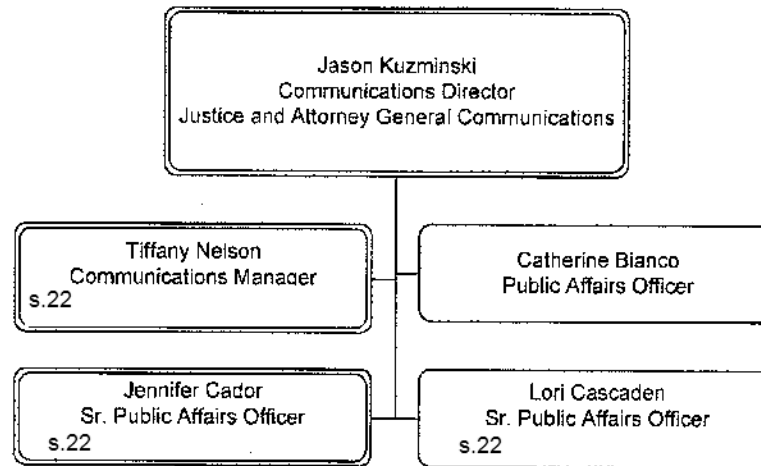 Jason Kuzminski
Communications Director
Justice and Attorney General Communications
Tiffany Nelson
Communications Manager
s.22
Catherine Bianco
Public Affairs Officer
Jennifer Cador
Sr. Public Affairs Officer
s.22
Lori Cascaden
Sr. Public Affairs Officer
s.22